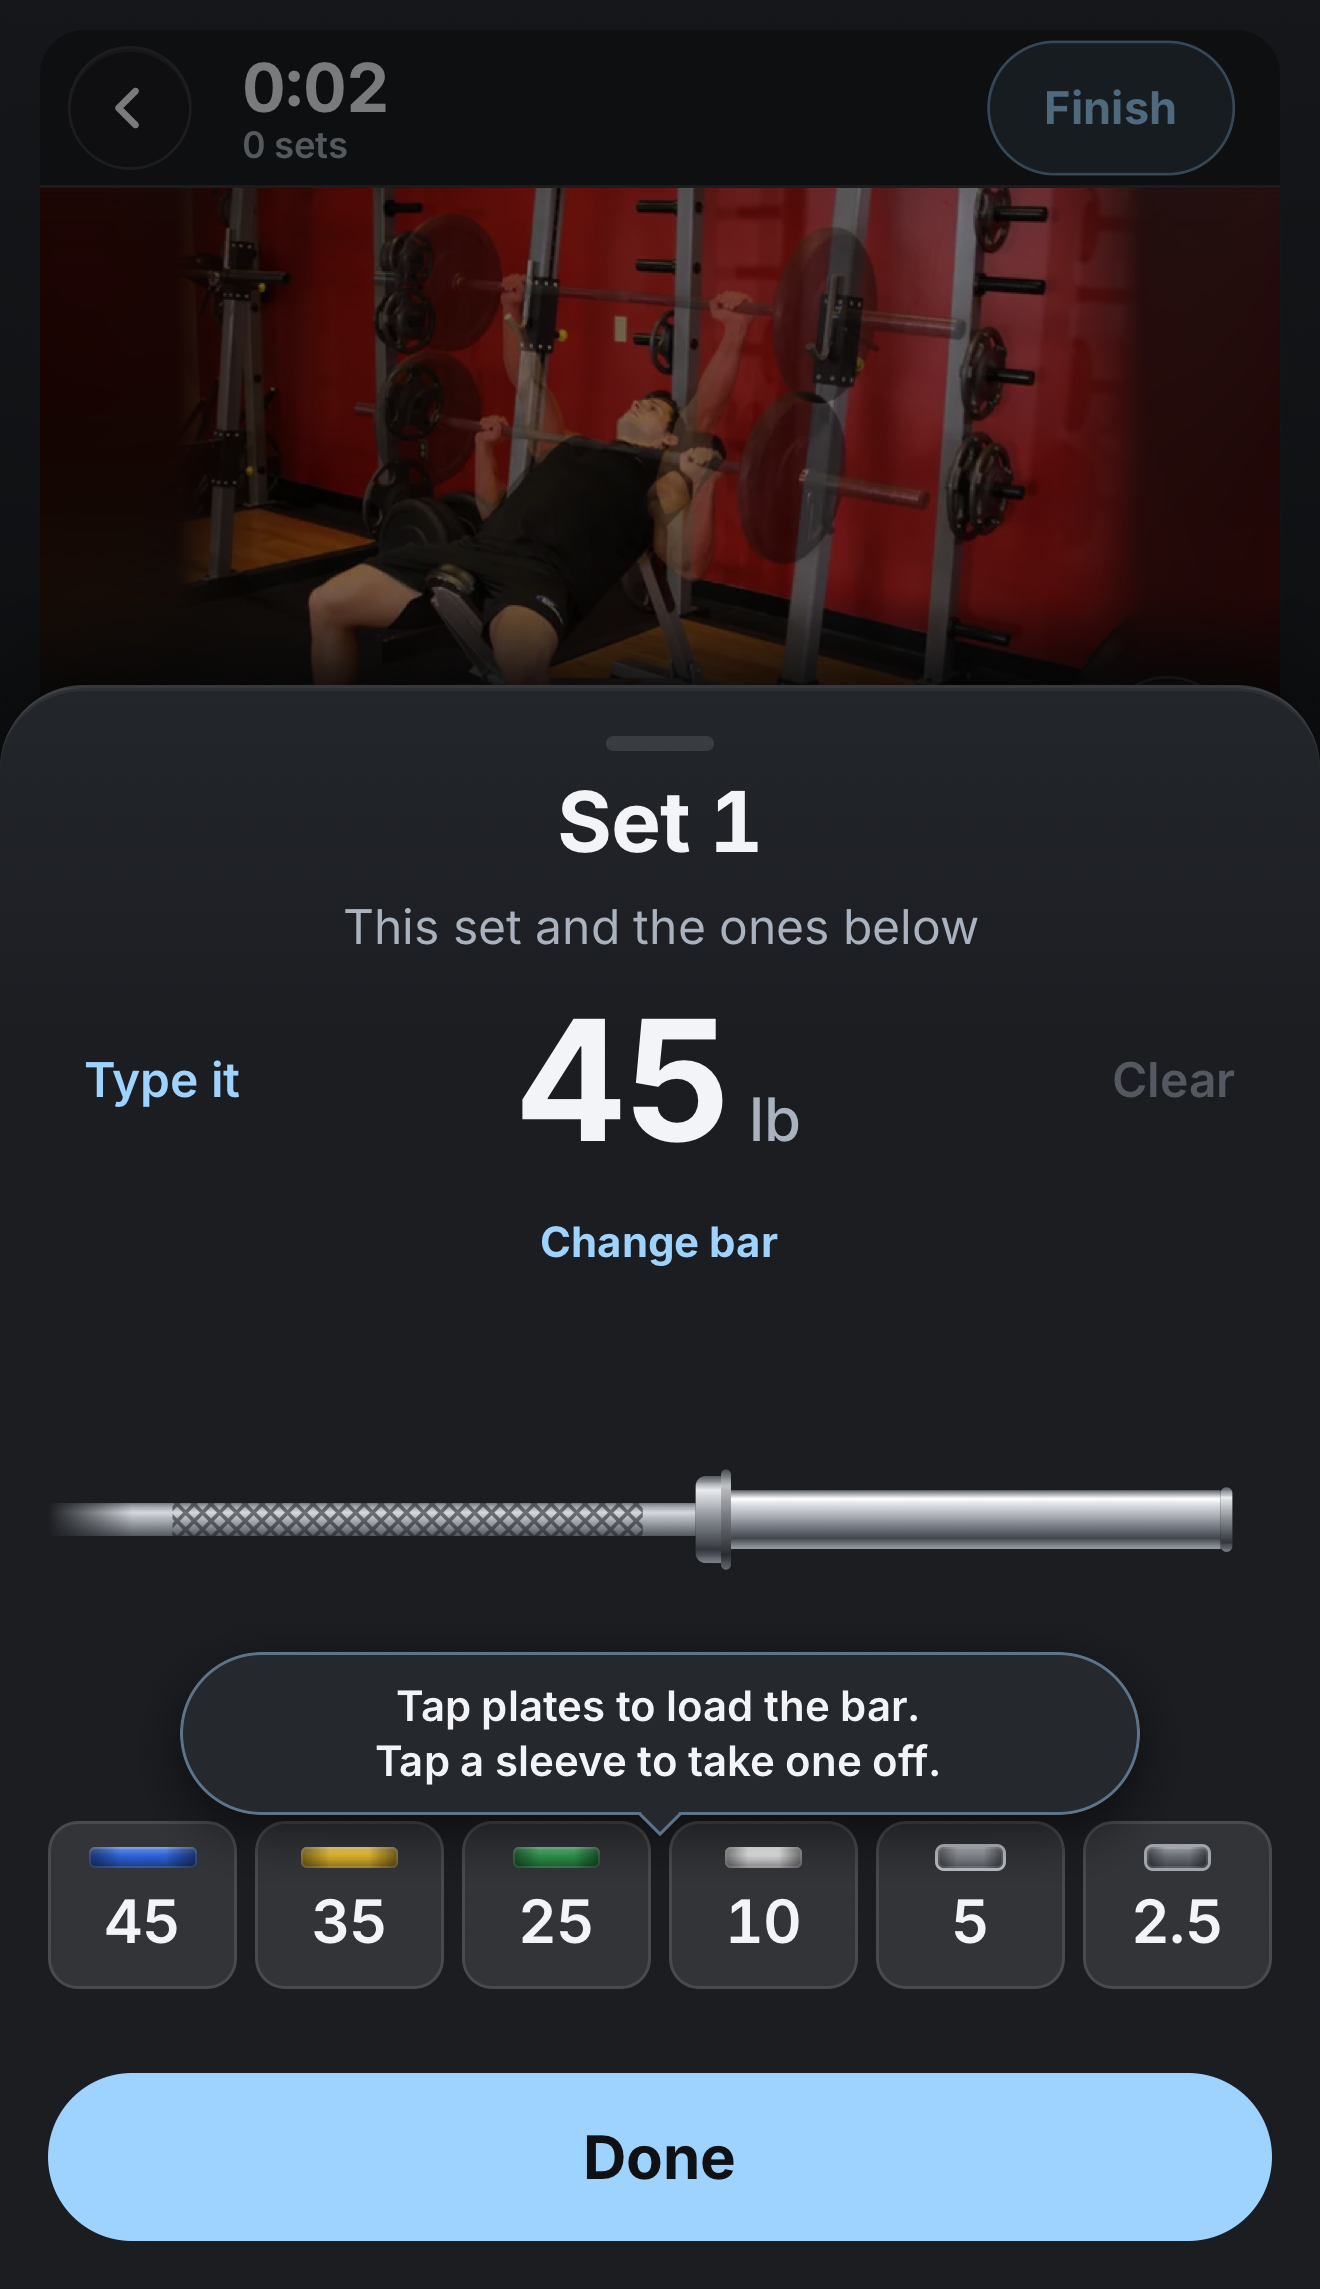 0:02
0 sets
Finish
Set 1
This set and the ones below
Type it
45 lb
Clear
Change bar
Tap plates to load the bar.
Tap a sleeve to take one off.
45
35
25
10
5
2.5
Done